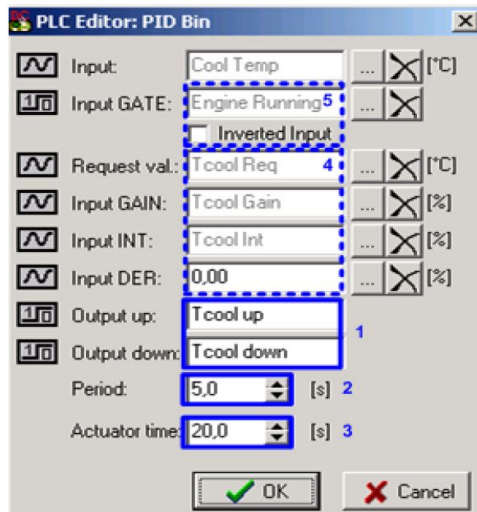 PLC Editor: PID Bin
Input: Cool Temp ... [°C]
Input GATE: Engine Running 5 ...
Inverted Input
Request val.: Tcool Req 4 ... [°C]
Input GAIN: Tcool Gain ... [%]
Input INT: Tcool Int ... [%]
Input DER: 0,00 ... [%]
Output up: Tcool up
1
Output down: Tcool down
Period: 5,0 [s] 2
Actuator time: 20,0 [s] 3
OK Cancel